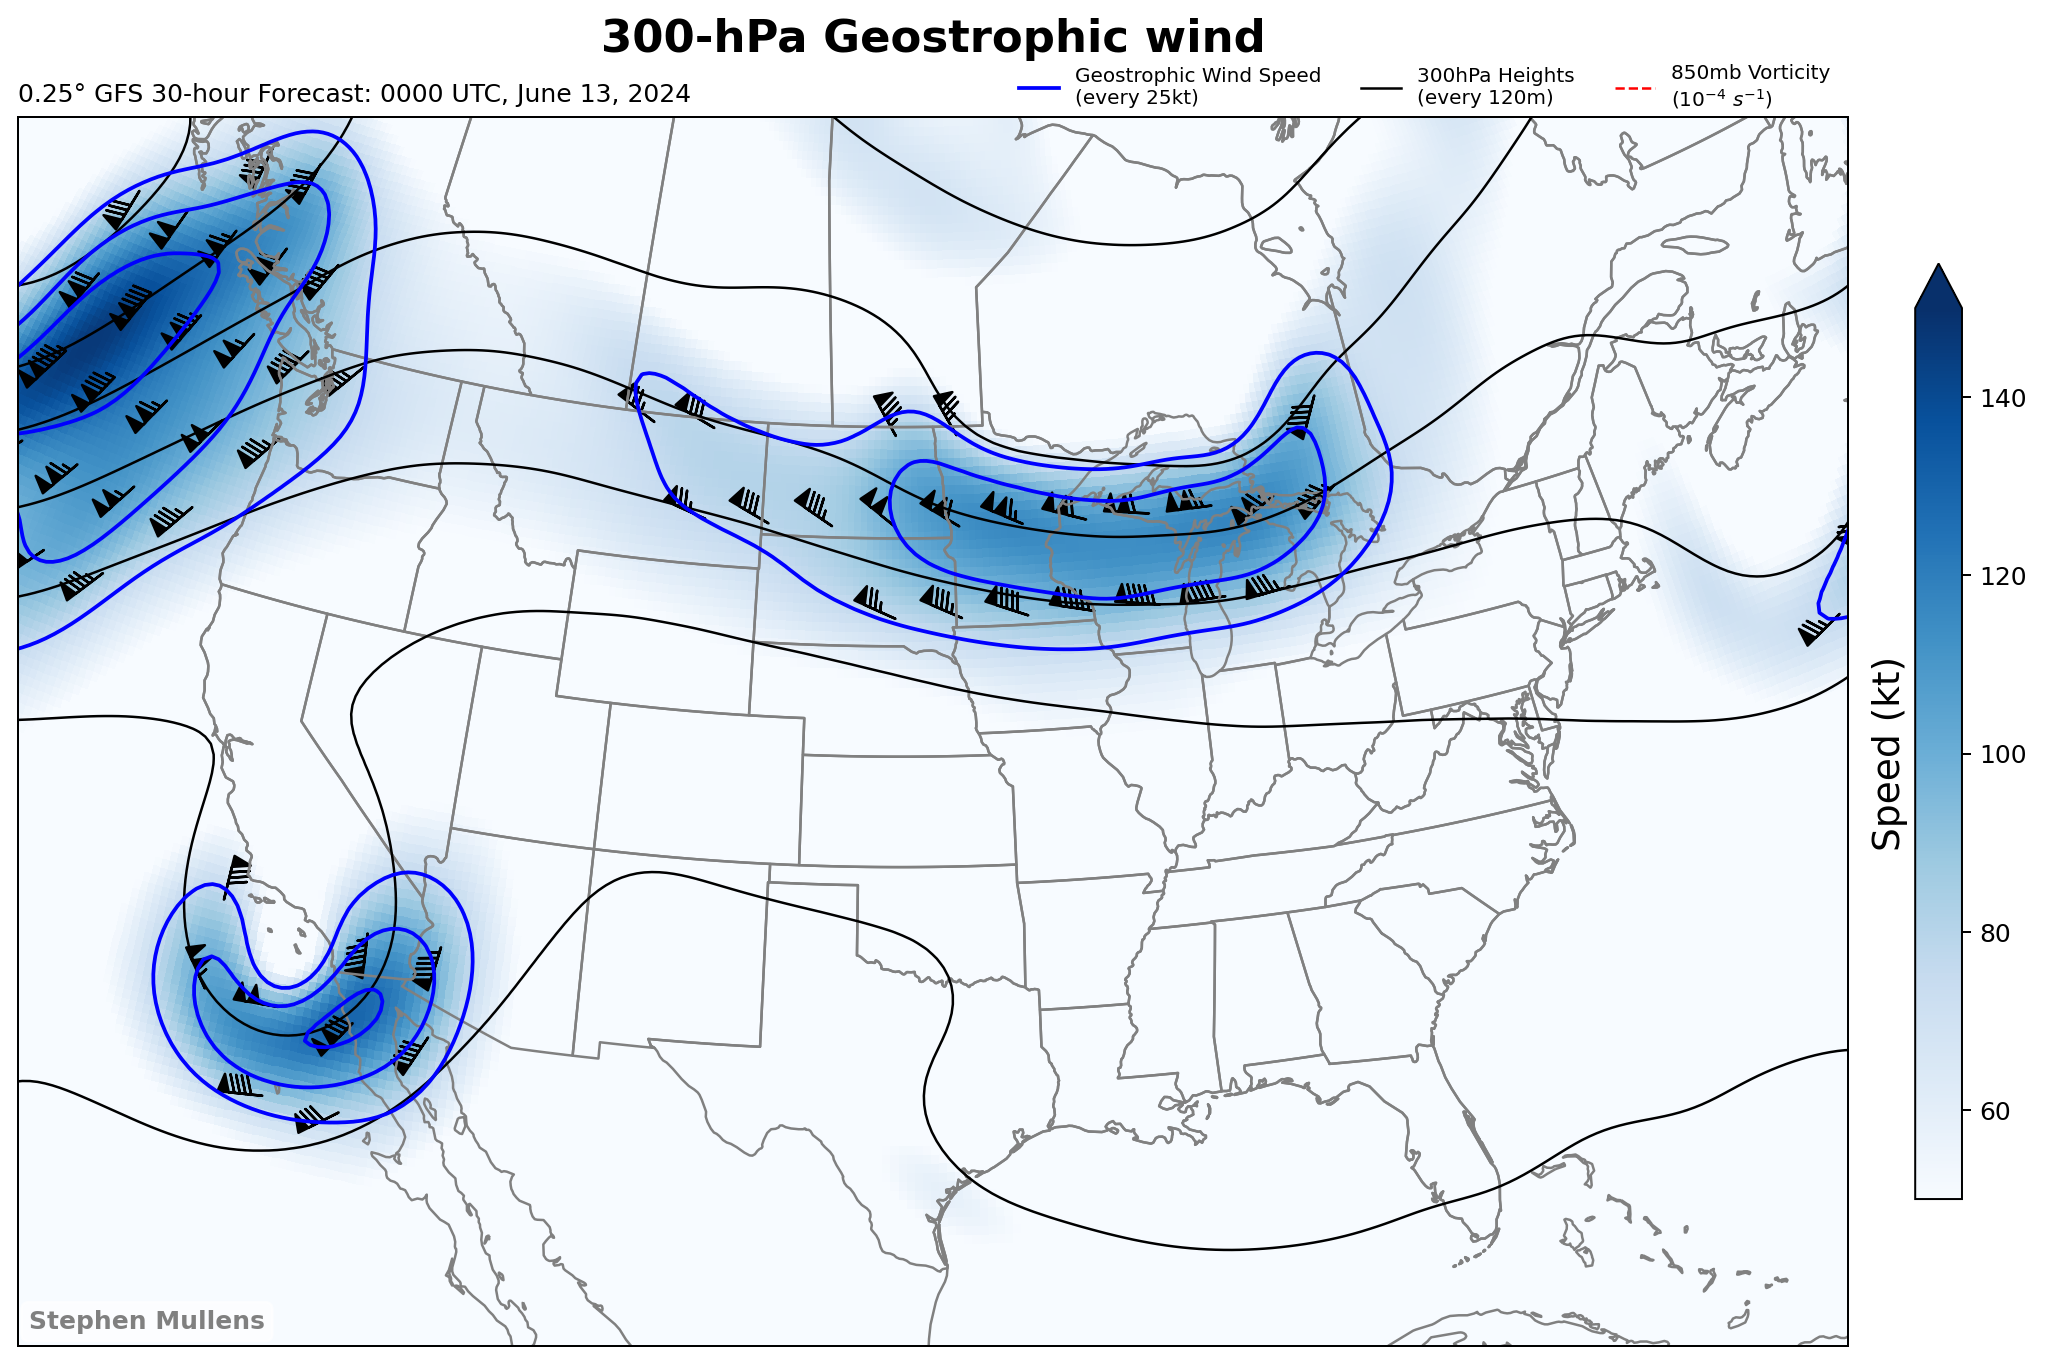 300-hPa Geostrophic wind
0.25° GFS 30-hour Forecast: 0000 UTC, June 13, 2024
Geostrophic Wind Speed
(every 25kt)
300hPa Heights
(every 120m)
850mb Vorticity
(10⁻⁴ s⁻¹)
140
120
100
80
60
Speed (kt)
Stephen Mullens